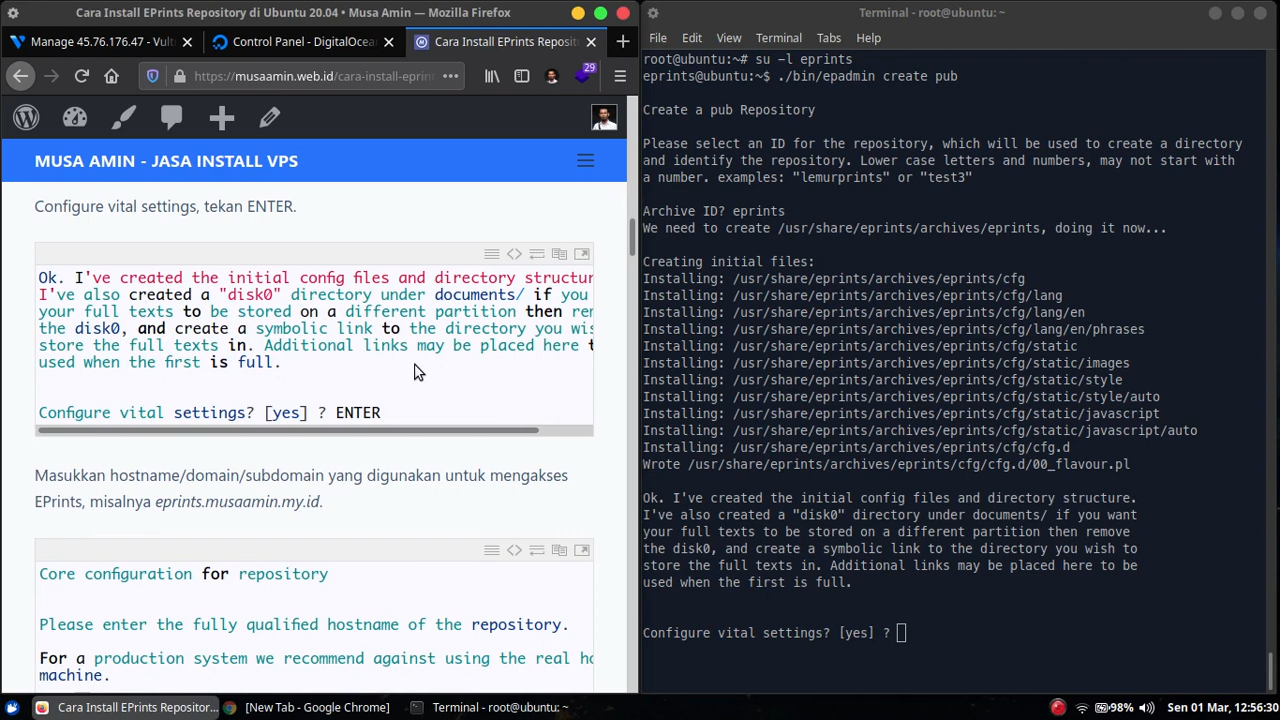 Cara Install EPrints Repository di Ubuntu 20.04 • Musa Amin — Mozilla Firefox
Manage 45.76.176.47 - Vult
Control Panel - DigitalOcean
Cara Install EPrints Reposit
https://musaamin.web.id/cara-install-eprin
29
MUSA AMIN - JASA INSTALL VPS
Configure vital settings, tekan ENTER.
Ok. I've created the initial config files and directory structur
I've also created a "disk0" directory under documents/ if you
your full texts to be stored on a different partition then re
the disk0, and create a symbolic link to the directory you wis
store the full texts in. Additional links may be placed here t
used when the first is full.
Configure vital settings? [yes] ? ENTER
Masukkan hostname/domain/subdomain yang digunakan untuk mengakses
EPrints, misalnya eprints.musaamin.my.id.
Core configuration for repository
Please enter the fully qualified hostname of the repository.
For a production system we recommend against using the real ho
machine.
Terminal - root@ubuntu: ~
File Edit View Terminal Tabs Help
root@ubuntu:~# su -l eprints
eprints@ubuntu:~$ ./bin/epadmin create pub
Create a pub Repository
Please select an ID for the repository, which will be used to create a directory
and identify the repository. Lower case letters and numbers, may not start with
a number. examples: "lemurprints" or "test3"
Archive ID? eprints
We need to create /usr/share/eprints/archives/eprints, doing it now...
Creating initial files:
Installing: /usr/share/eprints/archives/eprints/cfg
Installing: /usr/share/eprints/archives/eprints/cfg/lang
Installing: /usr/share/eprints/archives/eprints/cfg/lang/en
Installing: /usr/share/eprints/archives/eprints/cfg/lang/en/phrases
Installing: /usr/share/eprints/archives/eprints/cfg/static
Installing: /usr/share/eprints/archives/eprints/cfg/static/images
Installing: /usr/share/eprints/archives/eprints/cfg/static/style
Installing: /usr/share/eprints/archives/eprints/cfg/static/style/auto
Installing: /usr/share/eprints/archives/eprints/cfg/static/javascript
Installing: /usr/share/eprints/archives/eprints/cfg/static/javascript/auto
Installing: /usr/share/eprints/archives/eprints/cfg/cfg.d
Wrote /usr/share/eprints/archives/eprints/cfg/cfg.d/00_flavour.pl
Ok. I've created the initial config files and directory structure.
I've also created a "disk0" directory under documents/ if you want
your full texts to be stored on a different partition then remove
the disk0, and create a symbolic link to the directory you wish to
store the full texts in. Additional links may be placed here to be
used when the first is full.
Configure vital settings? [yes] ?
Cara Install EPrints Repositor...
[New Tab - Google Chrome]
Terminal - root@ubuntu: ~
98%
Sen 01 Mar, 12:56:30